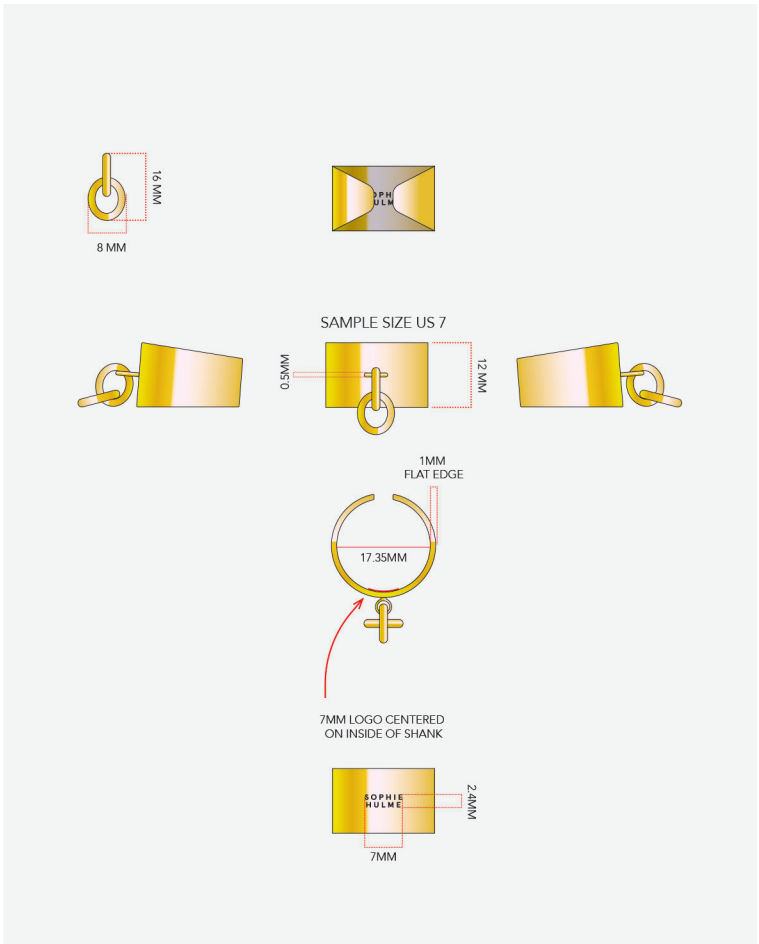 16 MM
8 MM
OPH
ULM
SAMPLE SIZE US 7
0.5MM
12 MM
1MM
FLAT EDGE
17.35MM
7MM LOGO CENTERED
ON INSIDE OF SHANK
SOPHIE
HULME
2.4MM
7MM